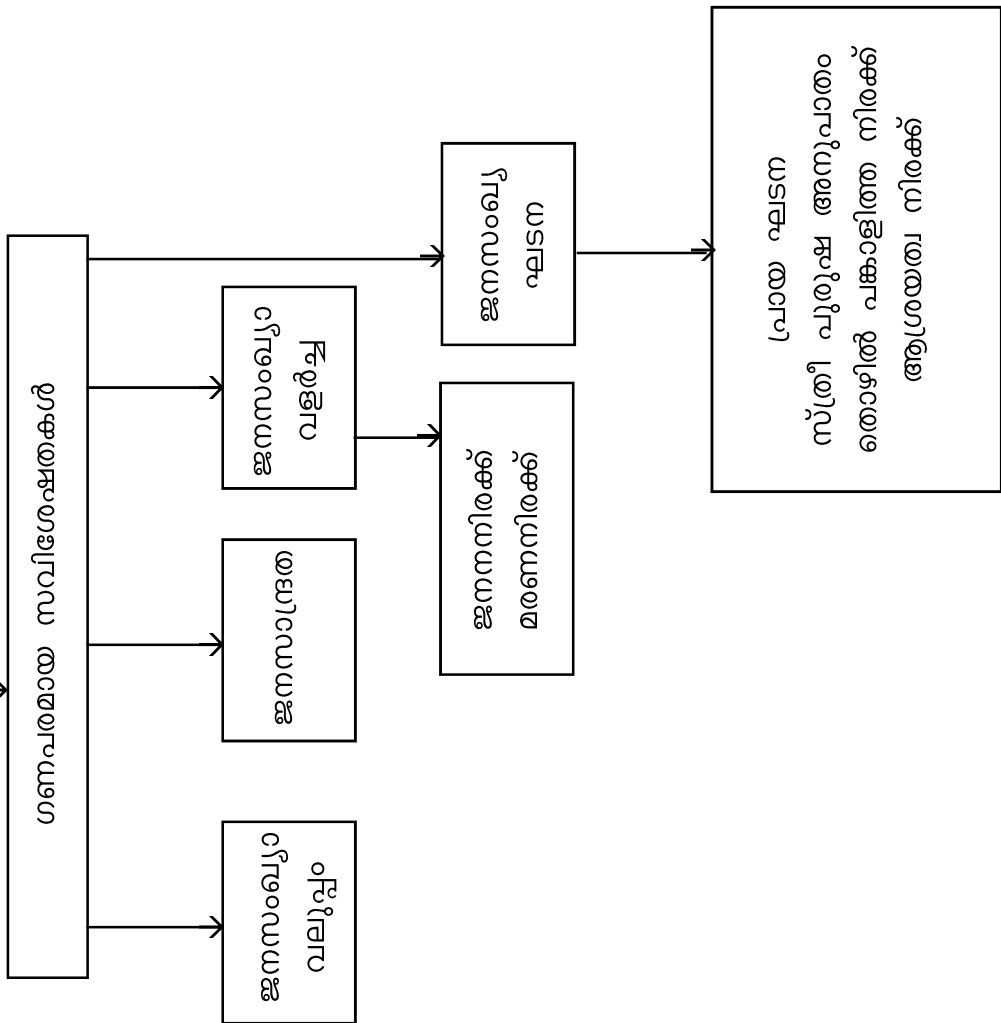 ഗണപരമായ സവിശേഷതകൾ
ജനസംഖ്യാ
വലുപ്പം
ജനസാന്ദ്രത
ജനസംഖ്യാ
വളർച്ച
ജനസംഖ്യ
ഘടന
ജനനനിരക്ക്
മരണനിരക്ക്
പ്രായ ഘടന
സ്ത്രീ പുരുഷ അനുപാതം
തൊഴിൽ പങ്കാളിത്ത നിരക്ക്
ആശ്രയത്വ നിരക്ക്